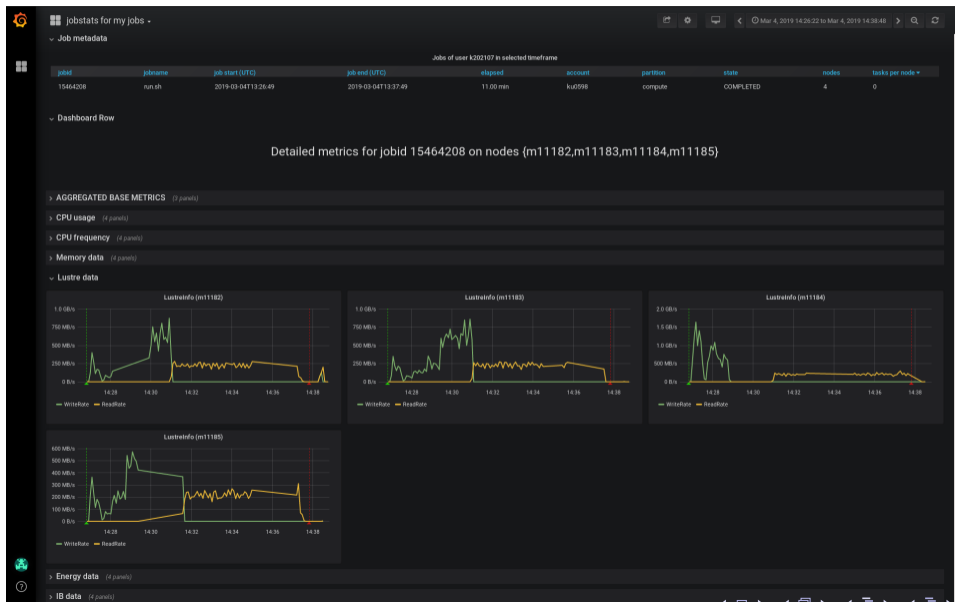 jobstats for my jobs
Mar 4, 2019 14:26:22 to Mar 4, 2019 14:38:48
Job metadata
Jobs of user k202107 in selected timeframe
jobid jobname job start (UTC) job end (UTC) elapsed account partition state nodes tasks per node
15464208 run.sh 2019-03-04T13:26:49 2019-03-04T13:37:49 11.00 min ku0598 compute COMPLETED 4 0
Dashboard Row
Detailed metrics for jobid 15464208 on nodes {m11182,m11183,m11184,m11185}
AGGREGATED BASE METRICS (3 panels)
CPU usage (4 panels)
CPU frequency (4 panels)
Memory data (4 panels)
Lustre data
LustreInfo (m11182)
1.0 GB/s
750 MB/s
500 MB/s
250 MB/s
0 B/s
14:28 14:30 14:32 14:34 14:36 14:38
WriteRate ReadRate
LustreInfo (m11183)
1.0 GB/s
750 MB/s
500 MB/s
250 MB/s
0 B/s
14:28 14:30 14:32 14:34 14:36 14:38
WriteRate ReadRate
LustreInfo (m11184)
2.0 GB/s
1.5 GB/s
1.0 GB/s
500 MB/s
0 B/s
14:28 14:30 14:32 14:34 14:36 14:38
WriteRate ReadRate
LustreInfo (m11185)
600 MB/s
500 MB/s
400 MB/s
300 MB/s
200 MB/s
100 MB/s
0 B/s
14:28 14:30 14:32 14:34 14:36 14:38
WriteRate ReadRate
Energy data (4 panels)
IB data (4 panels)